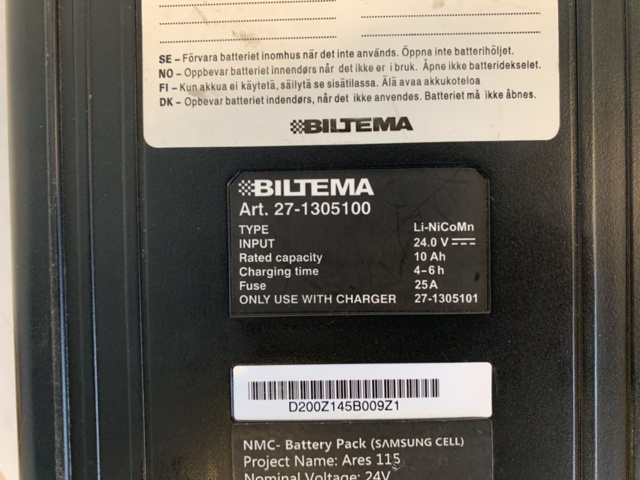 SE – Förvara batteriet inomhus när det inte används. Öppna inte batterihöljet.
NO – Oppbevar batteriet innendørs når det ikke er i bruk. Åpne ikke batteridekselet.
FI – Kun akkua ei käytetä, säilytä se sisätilassa. Älä avaa akkukoteloa
DK – Opbevar batteriet indendørs, når det ikke anvendes. Batteriet må ikke åbnes.
BILTEMA
BILTEMA
Art. 27-1305100
TYPE Li-NiCoMn
INPUT 24.0 V ⎓
Rated capacity 10 Ah
Charging time 4–6 h
Fuse 25A
ONLY USE WITH CHARGER 27-1305101
D200Z145B009Z1
NMC- Battery Pack (SAMSUNG CELL)
Project Name: Ares 115
Nominal Voltage: 24V